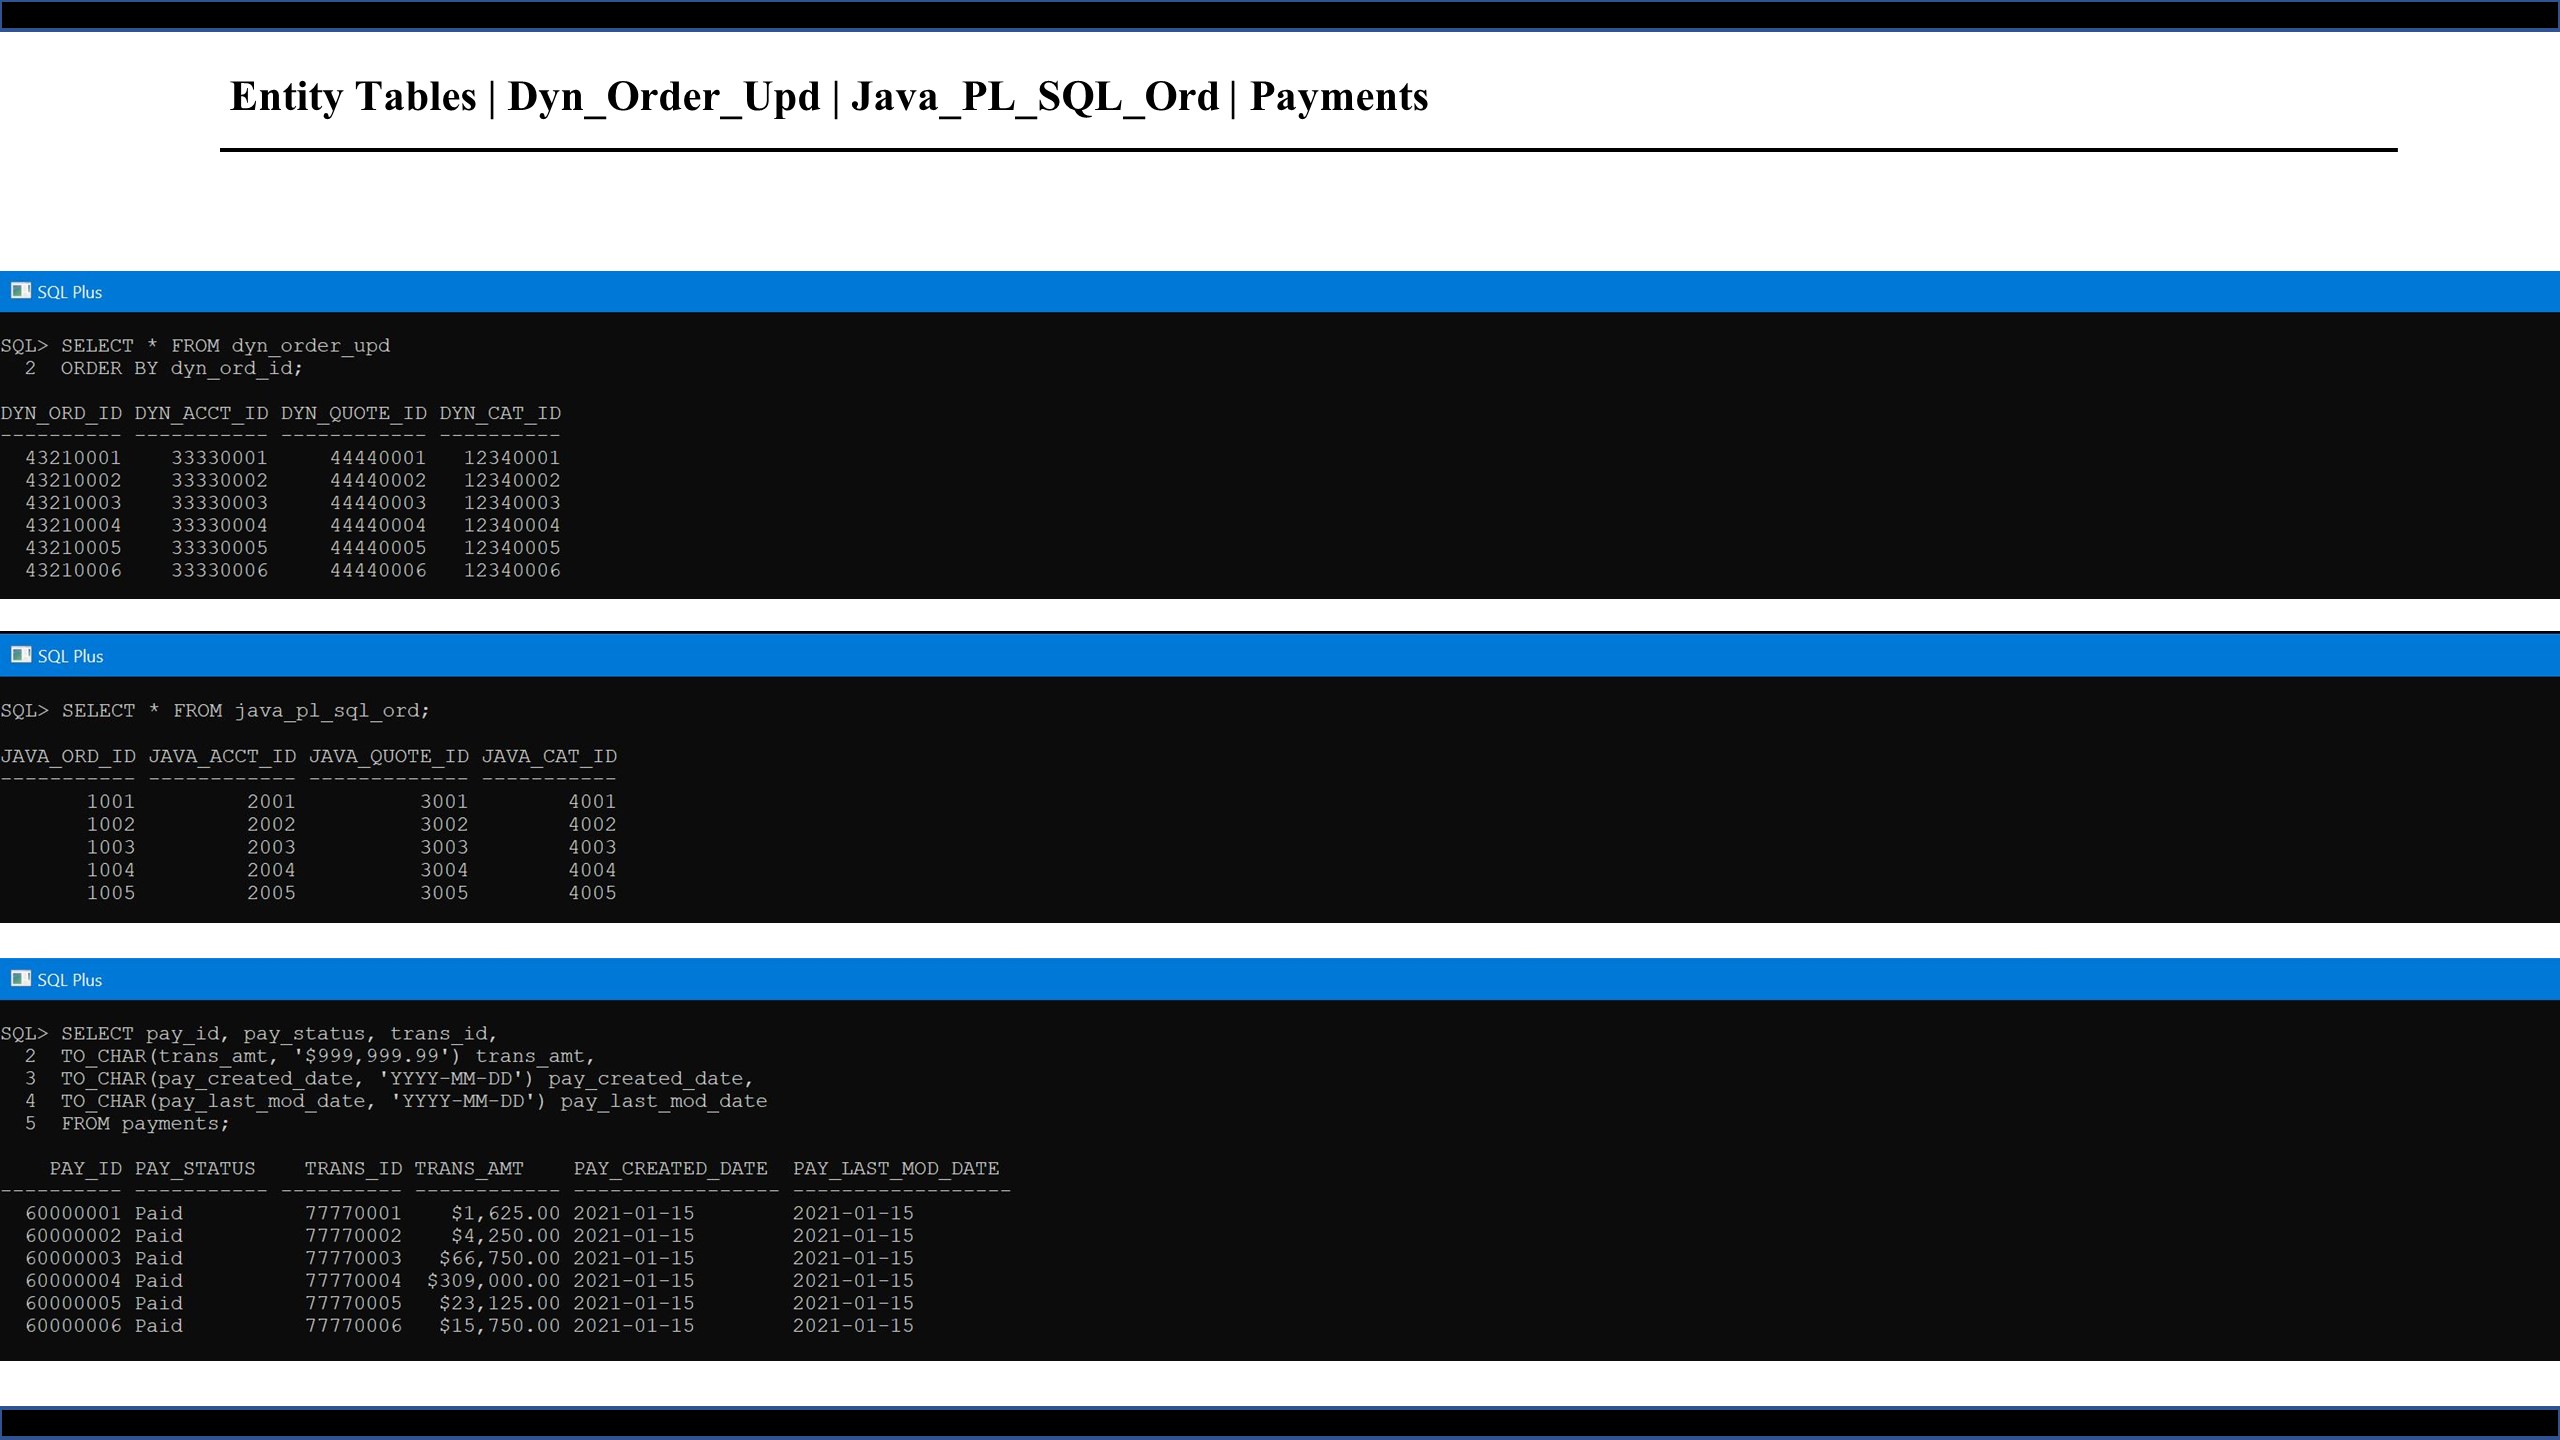 Entity Tables | Dyn_Order_Upd | Java_PL_SQL_Ord | Payments
SQL Plus
SQL> SELECT * FROM dyn_order_upd
  2  ORDER BY dyn_ord_id;
DYN_ORD_ID DYN_ACCT_ID DYN_QUOTE_ID DYN_CAT_ID
---------- ----------- ------------ ----------
  43210001    33330001     44440001   12340001
  43210002    33330002     44440002   12340002
  43210003    33330003     44440003   12340003
  43210004    33330004     44440004   12340004
  43210005    33330005     44440005   12340005
  43210006    33330006     44440006   12340006
SQL Plus
SQL> SELECT * FROM java_pl_sql_ord;
JAVA_ORD_ID JAVA_ACCT_ID JAVA_QUOTE_ID JAVA_CAT_ID
----------- ------------ ------------- -----------
       1001         2001          3001        4001
       1002         2002          3002        4002
       1003         2003          3003        4003
       1004         2004          3004        4004
       1005         2005          3005        4005
SQL Plus
SQL> SELECT pay_id, pay_status, trans_id,
  2  TO_CHAR(trans_amt, '$999,999.99') trans_amt,
  3  TO_CHAR(pay_created_date, 'YYYY-MM-DD') pay_created_date,
  4  TO_CHAR(pay_last_mod_date, 'YYYY-MM-DD') pay_last_mod_date
  5  FROM payments;
    PAY_ID PAY_STATUS    TRANS_ID TRANS_AMT    PAY_CREATED_DATE  PAY_LAST_MOD_DATE
---------- ----------- ---------- ------------ ----------------- ------------------
  60000001 Paid          77770001    $1,625.00 2021-01-15        2021-01-15
  60000002 Paid          77770002    $4,250.00 2021-01-15        2021-01-15
  60000003 Paid          77770003   $66,750.00 2021-01-15        2021-01-15
  60000004 Paid          77770004  $309,000.00 2021-01-15        2021-01-15
  60000005 Paid          77770005   $23,125.00 2021-01-15        2021-01-15
  60000006 Paid          77770006   $15,750.00 2021-01-15        2021-01-15